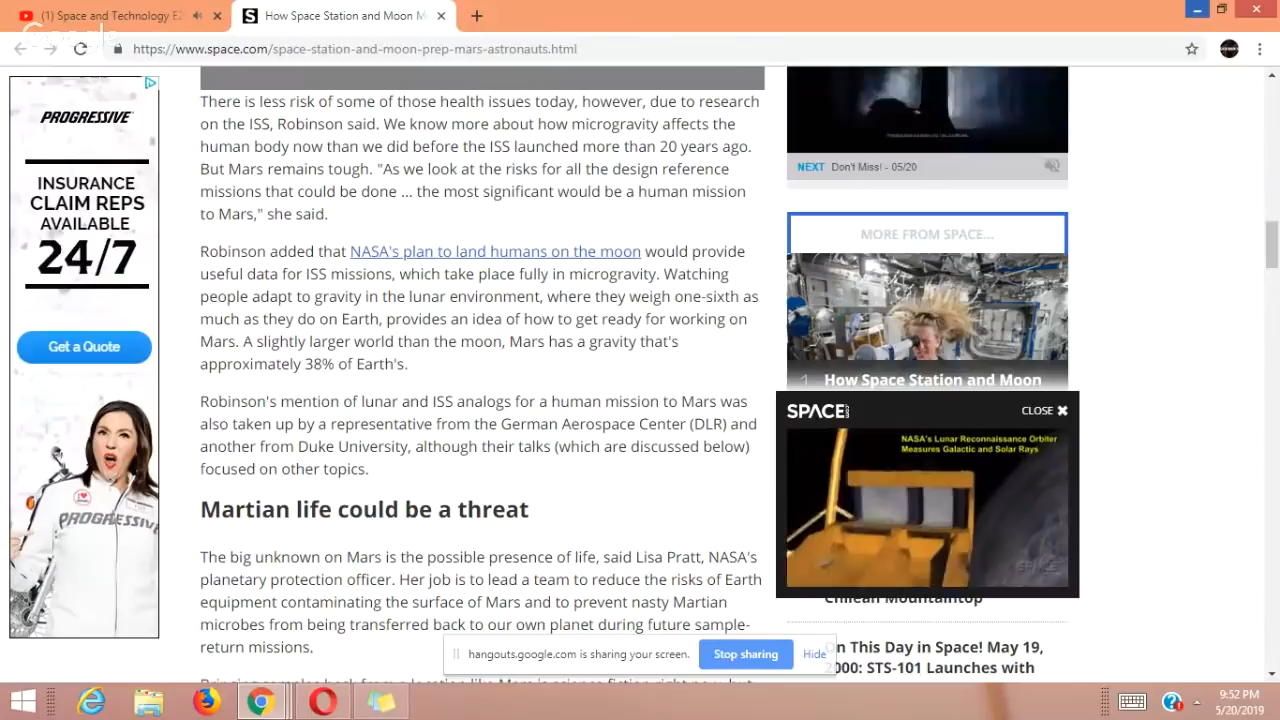 (1) Space and Technology E
How Space Station and Moon M
https://www.space.com/space-station-and-moon-prep-mars-astronauts.html
PROGRESSIVE
INSURANCE
CLAIM REPS
AVAILABLE
24/7
Get a Quote
PROGRESSIVE
There is less risk of some of those health issues today, however, due to research
on the ISS, Robinson said. We know more about how microgravity affects the
human body now than we did before the ISS launched more than 20 years ago.
But Mars remains tough. "As we look at the risks for all the design reference
missions that could be done ... the most significant would be a human mission
to Mars," she said.
Robinson added that NASA's plan to land humans on the moon would provide
useful data for ISS missions, which take place fully in microgravity. Watching
people adapt to gravity in the lunar environment, where they weigh one-sixth as
much as they do on Earth, provides an idea of how to get ready for working on
Mars. A slightly larger world than the moon, Mars has a gravity that's
approximately 38% of Earth's.
Robinson's mention of lunar and ISS analogs for a human mission to Mars was
also taken up by a representative from the German Aerospace Center (DLR) and
another from Duke University, although their talks (which are discussed below)
focused on other topics.
Martian life could be a threat
The big unknown on Mars is the possible presence of life, said Lisa Pratt, NASA's
planetary protection officer. Her job is to lead a team to reduce the risks of Earth
equipment contaminating the surface of Mars and to prevent nasty Martian
microbes from being transferred back to our own planet during future sample-
return missions.
NEXT Don't Miss! - 05/20
MORE FROM SPACE...
1 How Space Station and Moon
SPACE
CLOSE
NASA's Lunar Reconnaissance Orbiter
Measures Galactic and Solar Rays
SPACE
Chilean Mountaintop
On This Day in Space! May 19,
2000: STS-101 Launches with
hangouts.google.com is sharing your screen.
Stop sharing
Hide
9:52 PM
5/20/2019